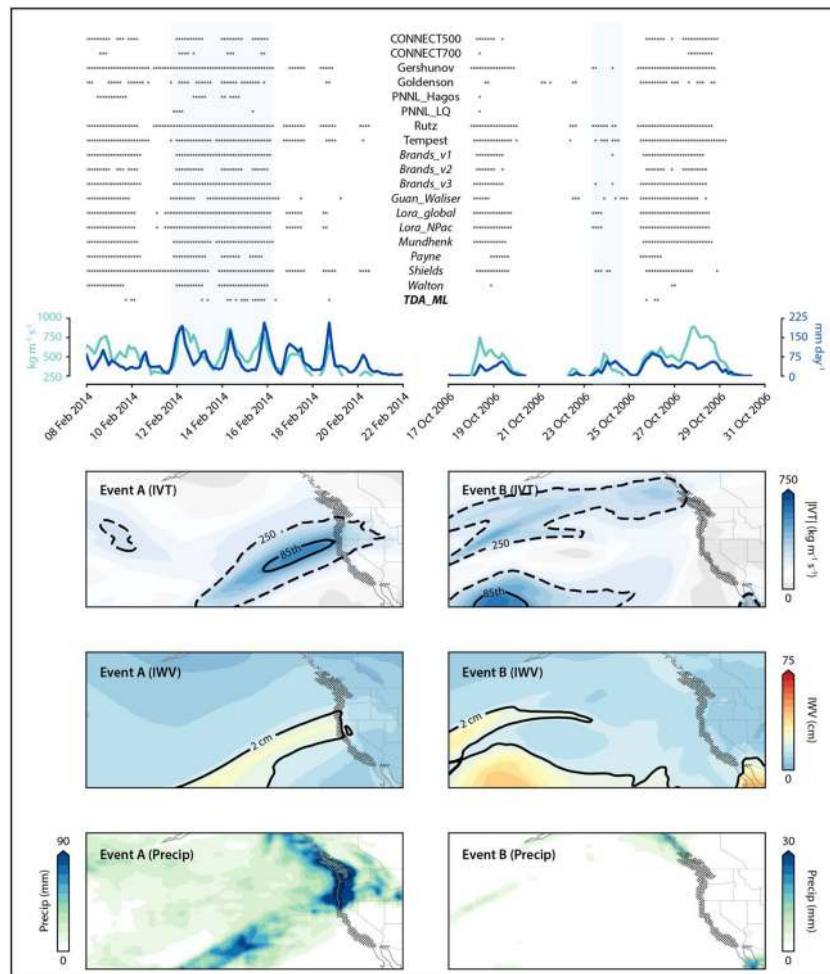 CONNECT500
CONNECT700
Gershunov
Goldenson
PNNL_Hagos
PNNL_LQ
Rutz
Tempest
Brands_v1
Brands_v2
Brands_v3
Guan_Waliser
Lora_global
Lora_NPac
Mundhenk
Payne
Shields
Walton
TDA_ML
1000
750
500
250
kg m⁻¹ s⁻¹
225
150
75
0
mm day⁻¹
08 Feb 2014
10 Feb 2014
12 Feb 2014
14 Feb 2014
16 Feb 2014
18 Feb 2014
20 Feb 2014
22 Feb 2014
17 Oct 2006
19 Oct 2006
21 Oct 2006
23 Oct 2006
25 Oct 2006
27 Oct 2006
29 Oct 2006
31 Oct 2006
Event A (IVT)
250
85th
Event B (IVT)
250
85th
750
0
|IVT| (kg m⁻¹ s⁻¹)
Event A (IWV)
2 cm
Event B (IWV)
2 cm
75
0
IWV (cm)
90
0
Precip (mm)
Event A (Precip)
Event B (Precip)
30
0
Precip (mm)